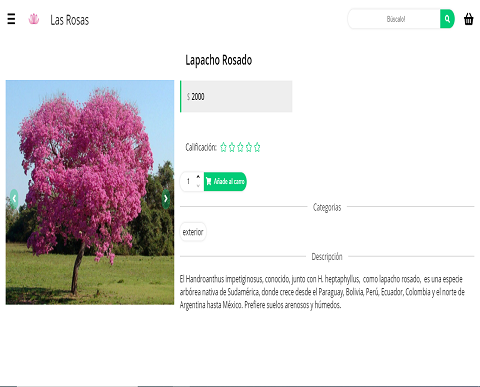 Las Rosas
Búscalo!
Lapacho Rosado
$ 2000
Calificación:
1
Añade al carro
Categorias
exterior
Descripción
El Handroanthus impetiginosus, conocido, junto con H. heptaphyllus, como lapacho rosado, es una especie
arbórea nativa de Sudamérica, donde crece desde el Paraguay, Bolivia, Perú, Ecuador, Colombia y el norte de
Argentina hasta México. Prefiere suelos arenosos y húmedos.